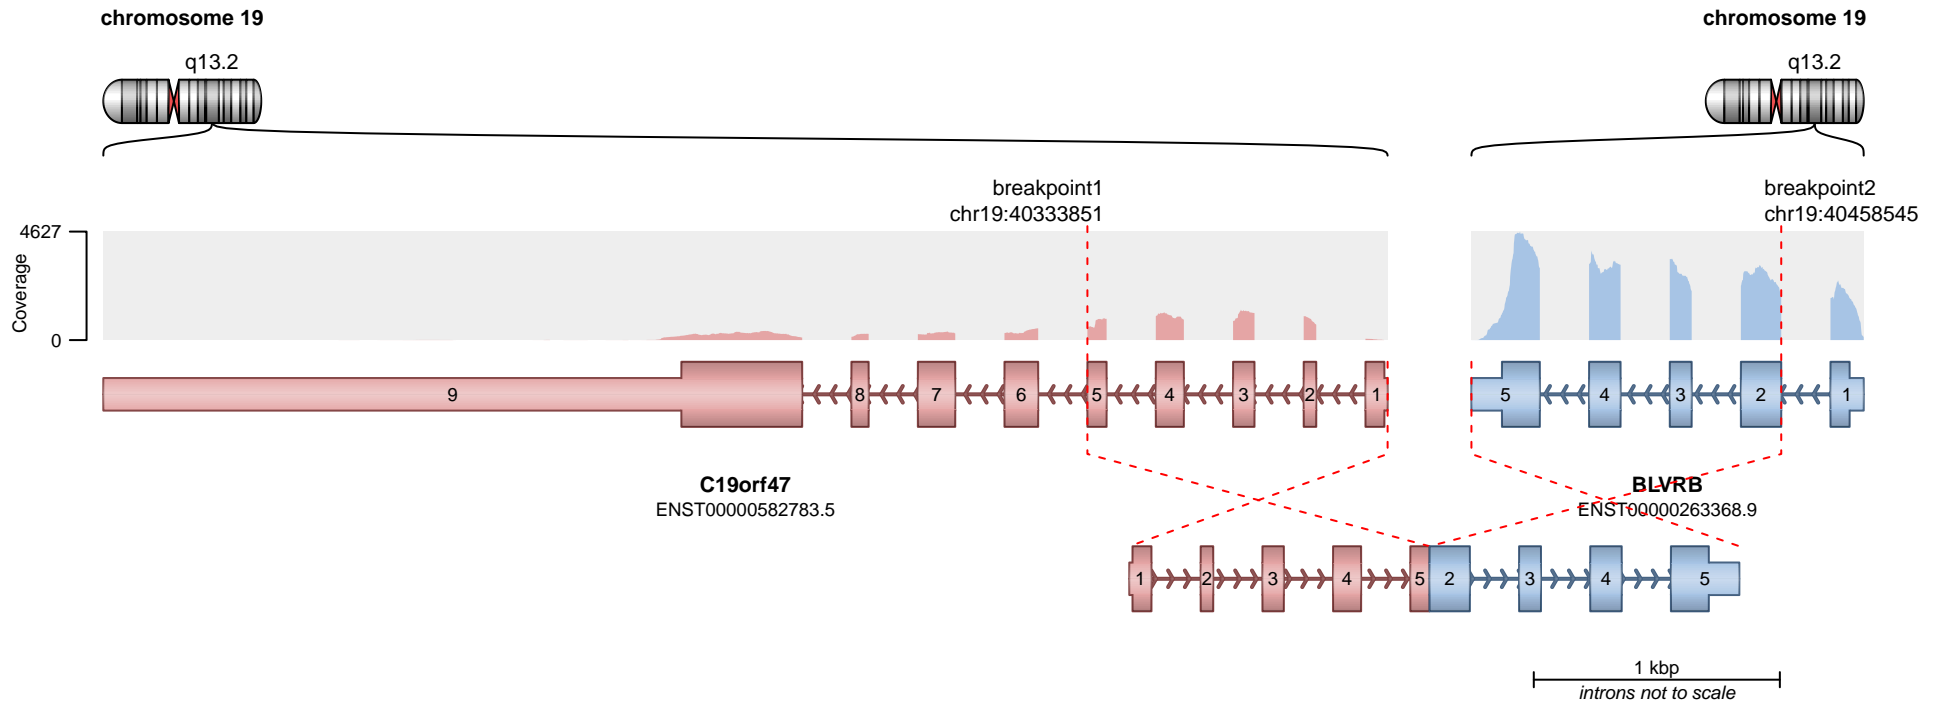 chromosome 19
chromosome 19
q13.2
q13.2
breakpoint1
chr19:40333851
breakpoint2
chr19:40458545
4627
Coverage
0
9 8 7 6 5 4 3 2 1
5 4 3 2 1
C19orf47
ENST00000582783.5
BLVRB
ENST00000263368.9
1 2 3 4 5 2 3 4 5
1 kbp
introns not to scale